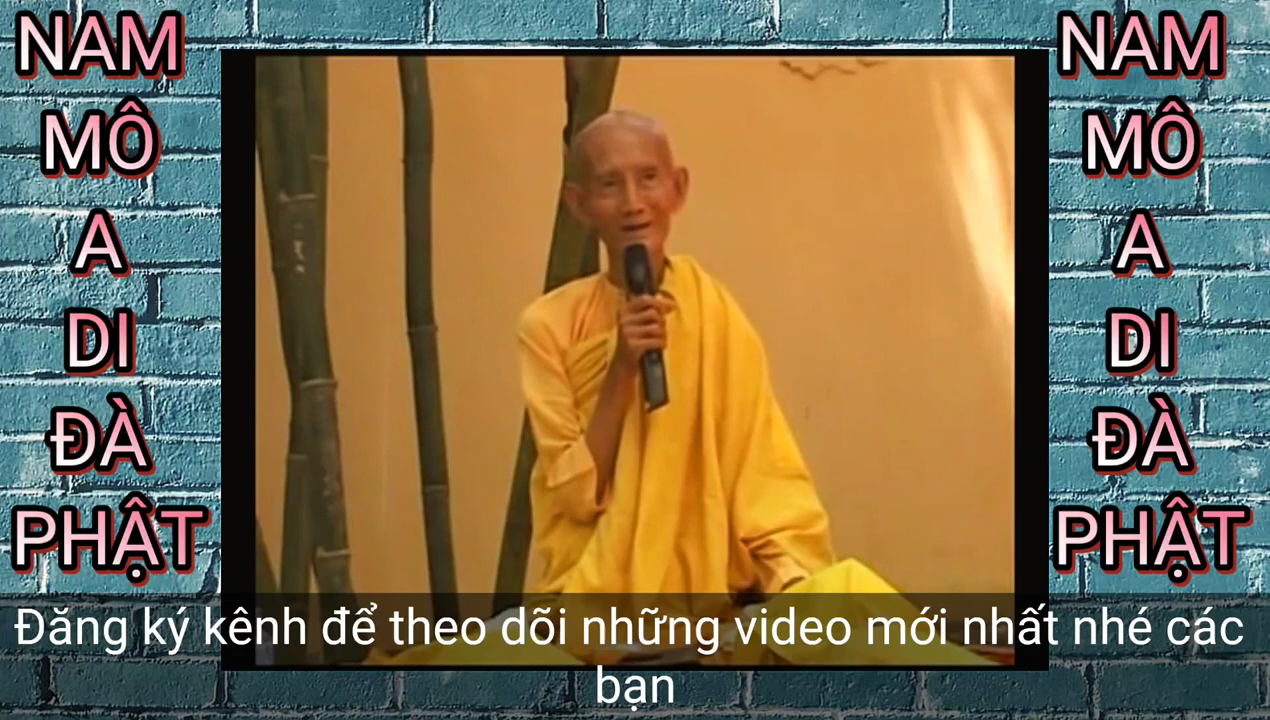 NAM
MÔ
A
DI
ĐÀ
PHẬT
NAM
MÔ
A
DI
ĐÀ
PHẬT
Đăng ký kênh để theo dõi những video mới nhất nhé các
bạn